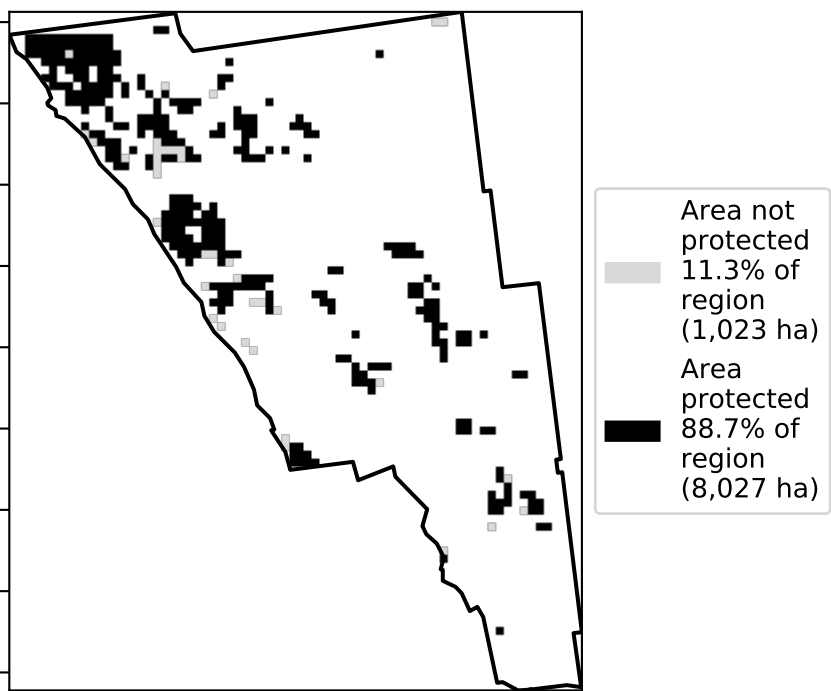 Area not
protected
11.3% of
region
(1,023 ha)
Area
protected
88.7% of
region
(8,027 ha)